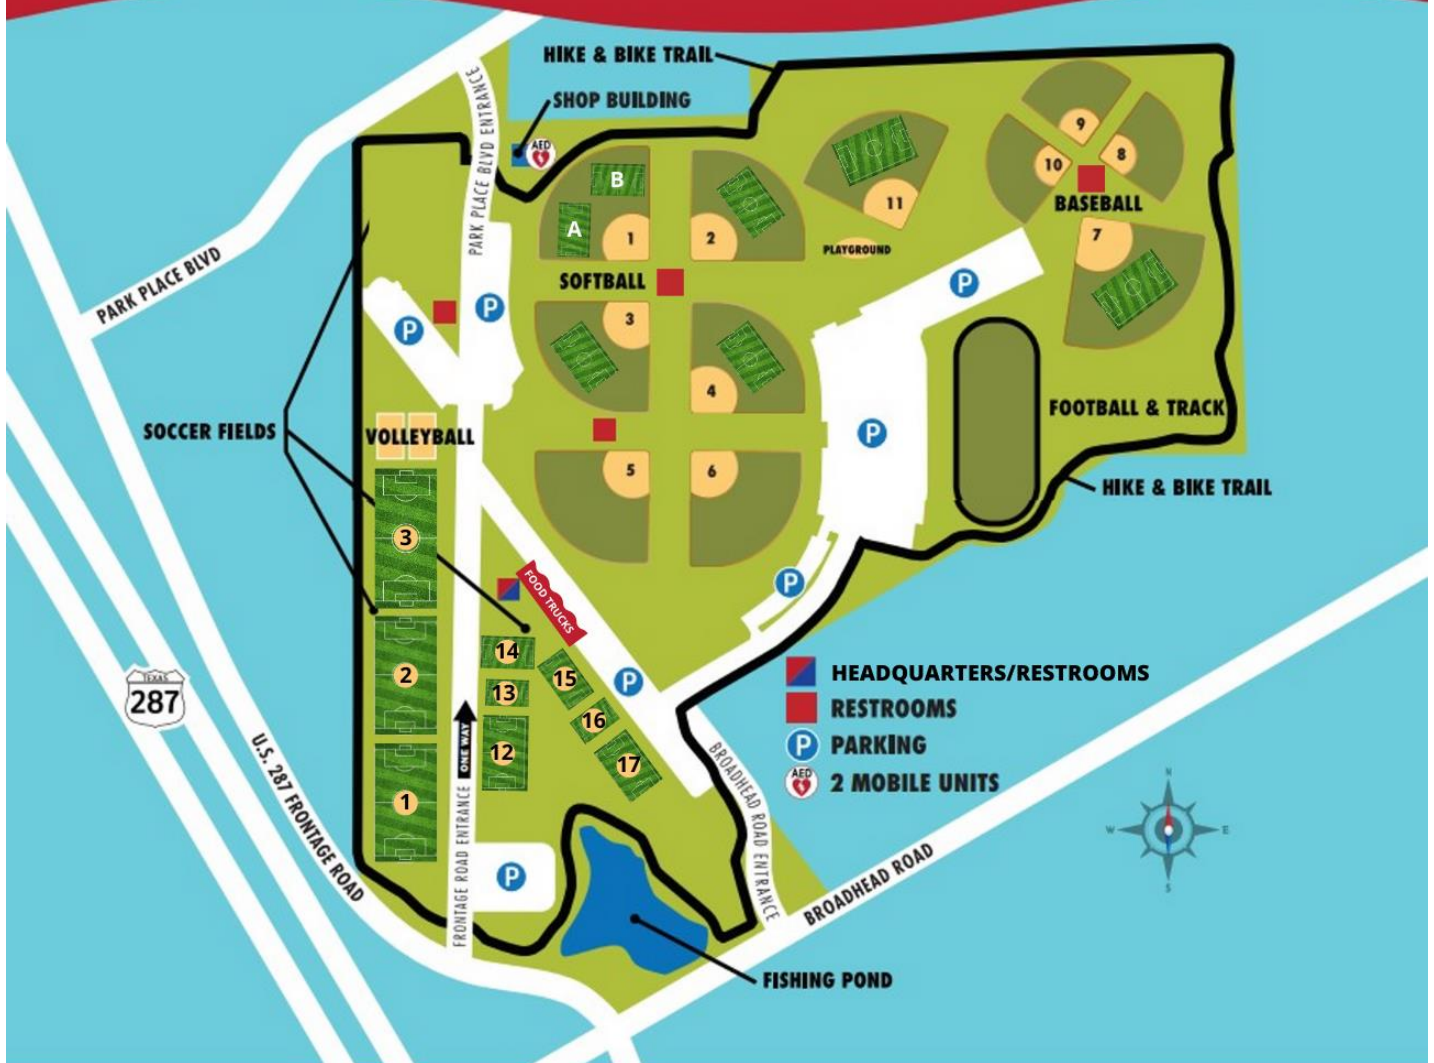 HIKE & BIKE TRAIL
SHOP BUILDING
PARK PLACE BLVD ENTRANCE
AED
B
A
1
2
11
9
8
10
BASEBALL
7
PLAYGROUND
PARK PLACE BLVD
SOFTBALL
P
P
P
3
4
P
SOCCER FIELDS
VOLLEYBALL
FOOTBALL & TRACK
5
6
HIKE & BIKE TRAIL
3
FOOD TRUCKS
P
14
15
13
16
12
17
P
2
1
TEXAS
287
ONE WAY
FRONTAGE ROAD ENTRANCE
U.S. 287 FRONTAGE ROAD
P
BROADHEAD ROAD ENTRANCE
BROADHEAD ROAD
FISHING POND
HEADQUARTERS/RESTROOMS
RESTROOMS
P PARKING
AED 2 MOBILE UNITS
N
W
E
S